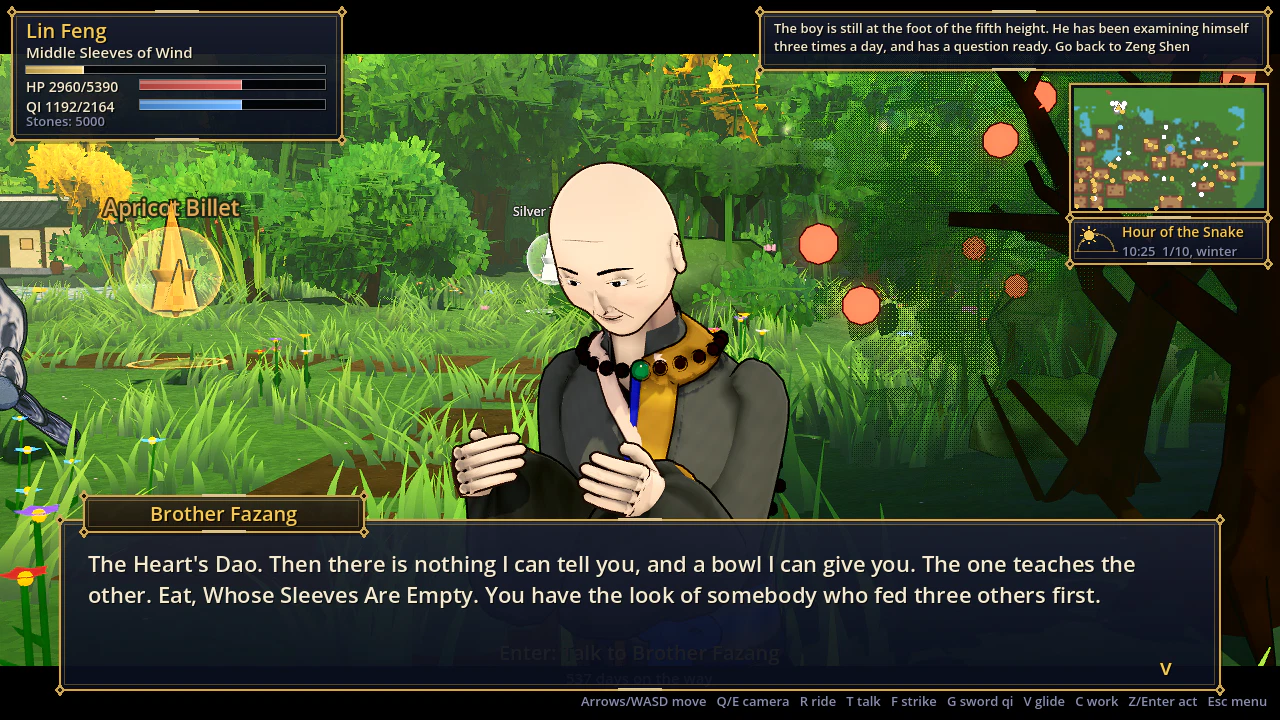 Lin Feng
Middle Sleeves of Wind
HP 2960/5390
QI 1192/2164
Stones: 5000
The boy is still at the foot of the fifth height. He has been examining himself
three times a day, and has a question ready. Go back to Zeng Shen
Hour of the Snake
10:25 1/10, winter
Apricot Billet
Silver
Brother Fazang
The Heart's Dao. Then there is nothing I can tell you, and a bowl I can give you. The one teaches the
other. Eat, Whose Sleeves Are Empty. You have the look of somebody who fed three others first.
Enter: Talk to Brother Fazang
537 days on the way
V
Arrows/WASD move Q/E camera R ride T talk F strike G sword qi V glide C work Z/Enter act Esc menu